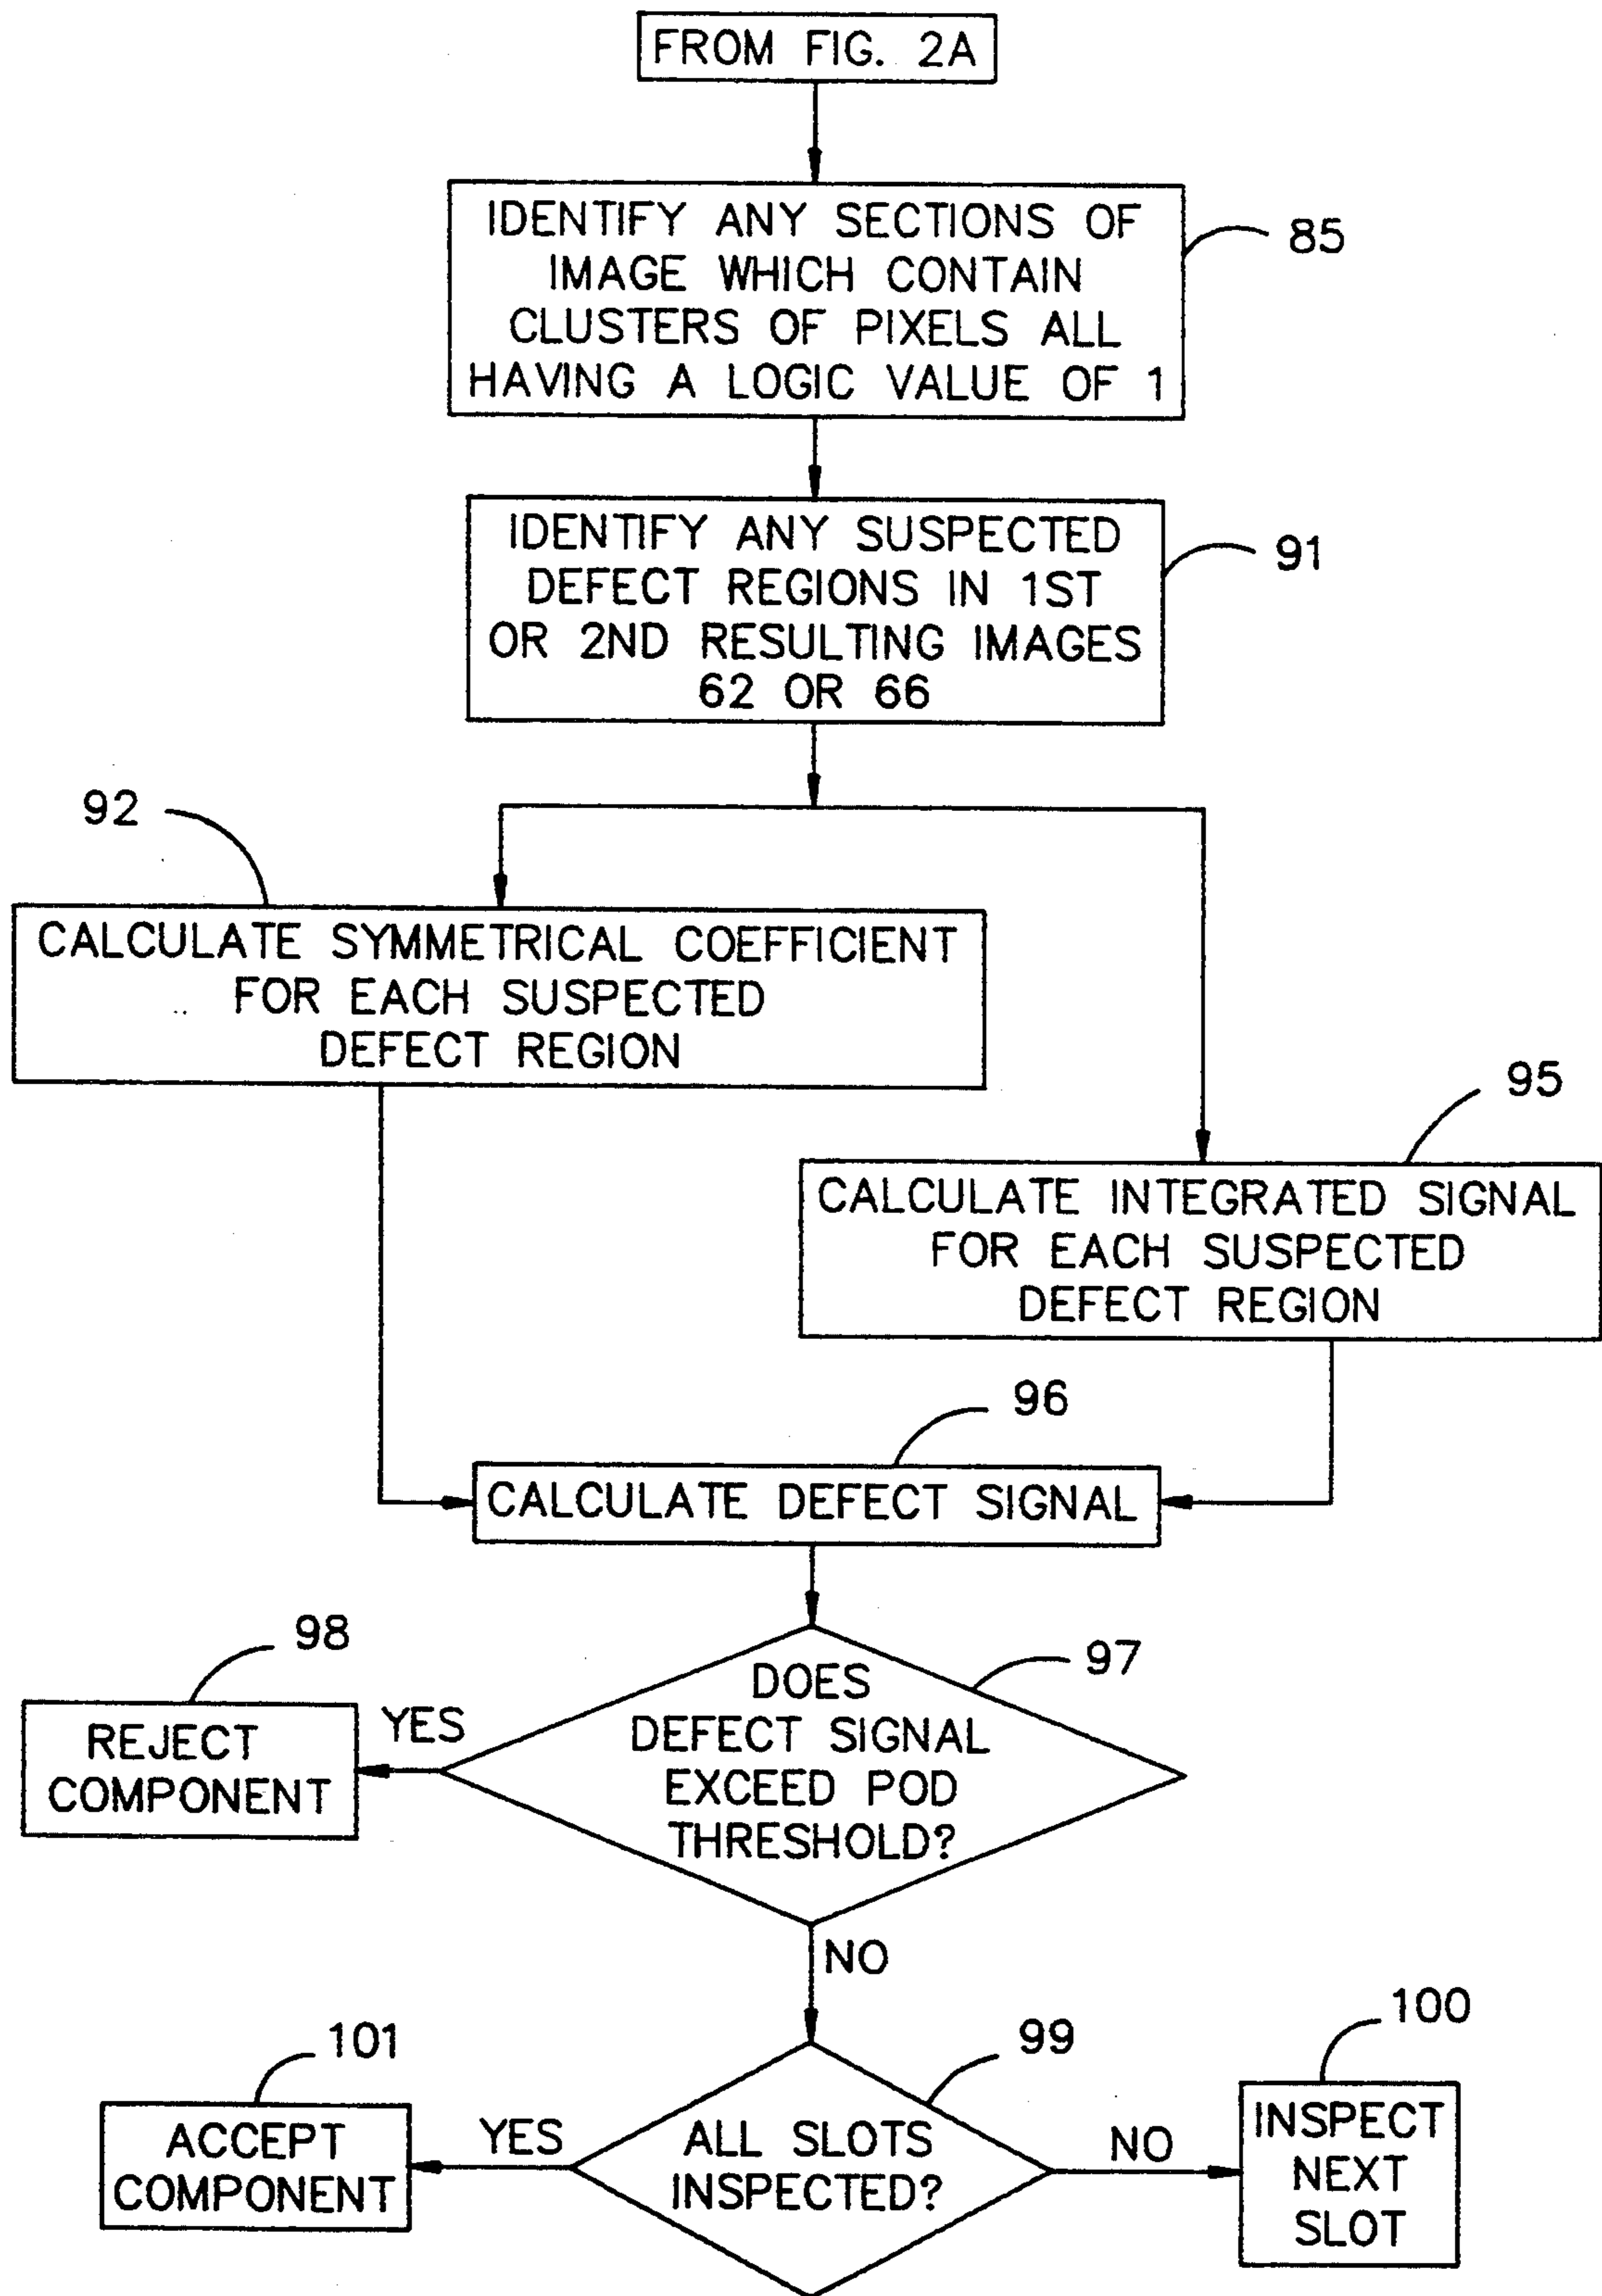 FROM FIG. 2A
IDENTIFY ANY SECTIONS OF
IMAGE WHICH CONTAIN
CLUSTERS OF PIXELS ALL
HAVING A LOGIC VALUE OF 1
85
IDENTIFY ANY SUSPECTED
DEFECT REGIONS IN 1ST
OR 2ND RESULTING IMAGES
62 OR 66
91
92
CALCULATE SYMMETRICAL COEFFICIENT
FOR EACH SUSPECTED
DEFECT REGION
95
CALCULATE INTEGRATED SIGNAL
FOR EACH SUSPECTED
DEFECT REGION
96
CALCULATE DEFECT SIGNAL
97
DOES
DEFECT SIGNAL
EXCEED POD
THRESHOLD?
98
YES
REJECT
COMPONENT
NO
99
ALL SLOTS
INSPECTED?
101
YES
ACCEPT
COMPONENT
NO
100
INSPECT
NEXT
SLOT